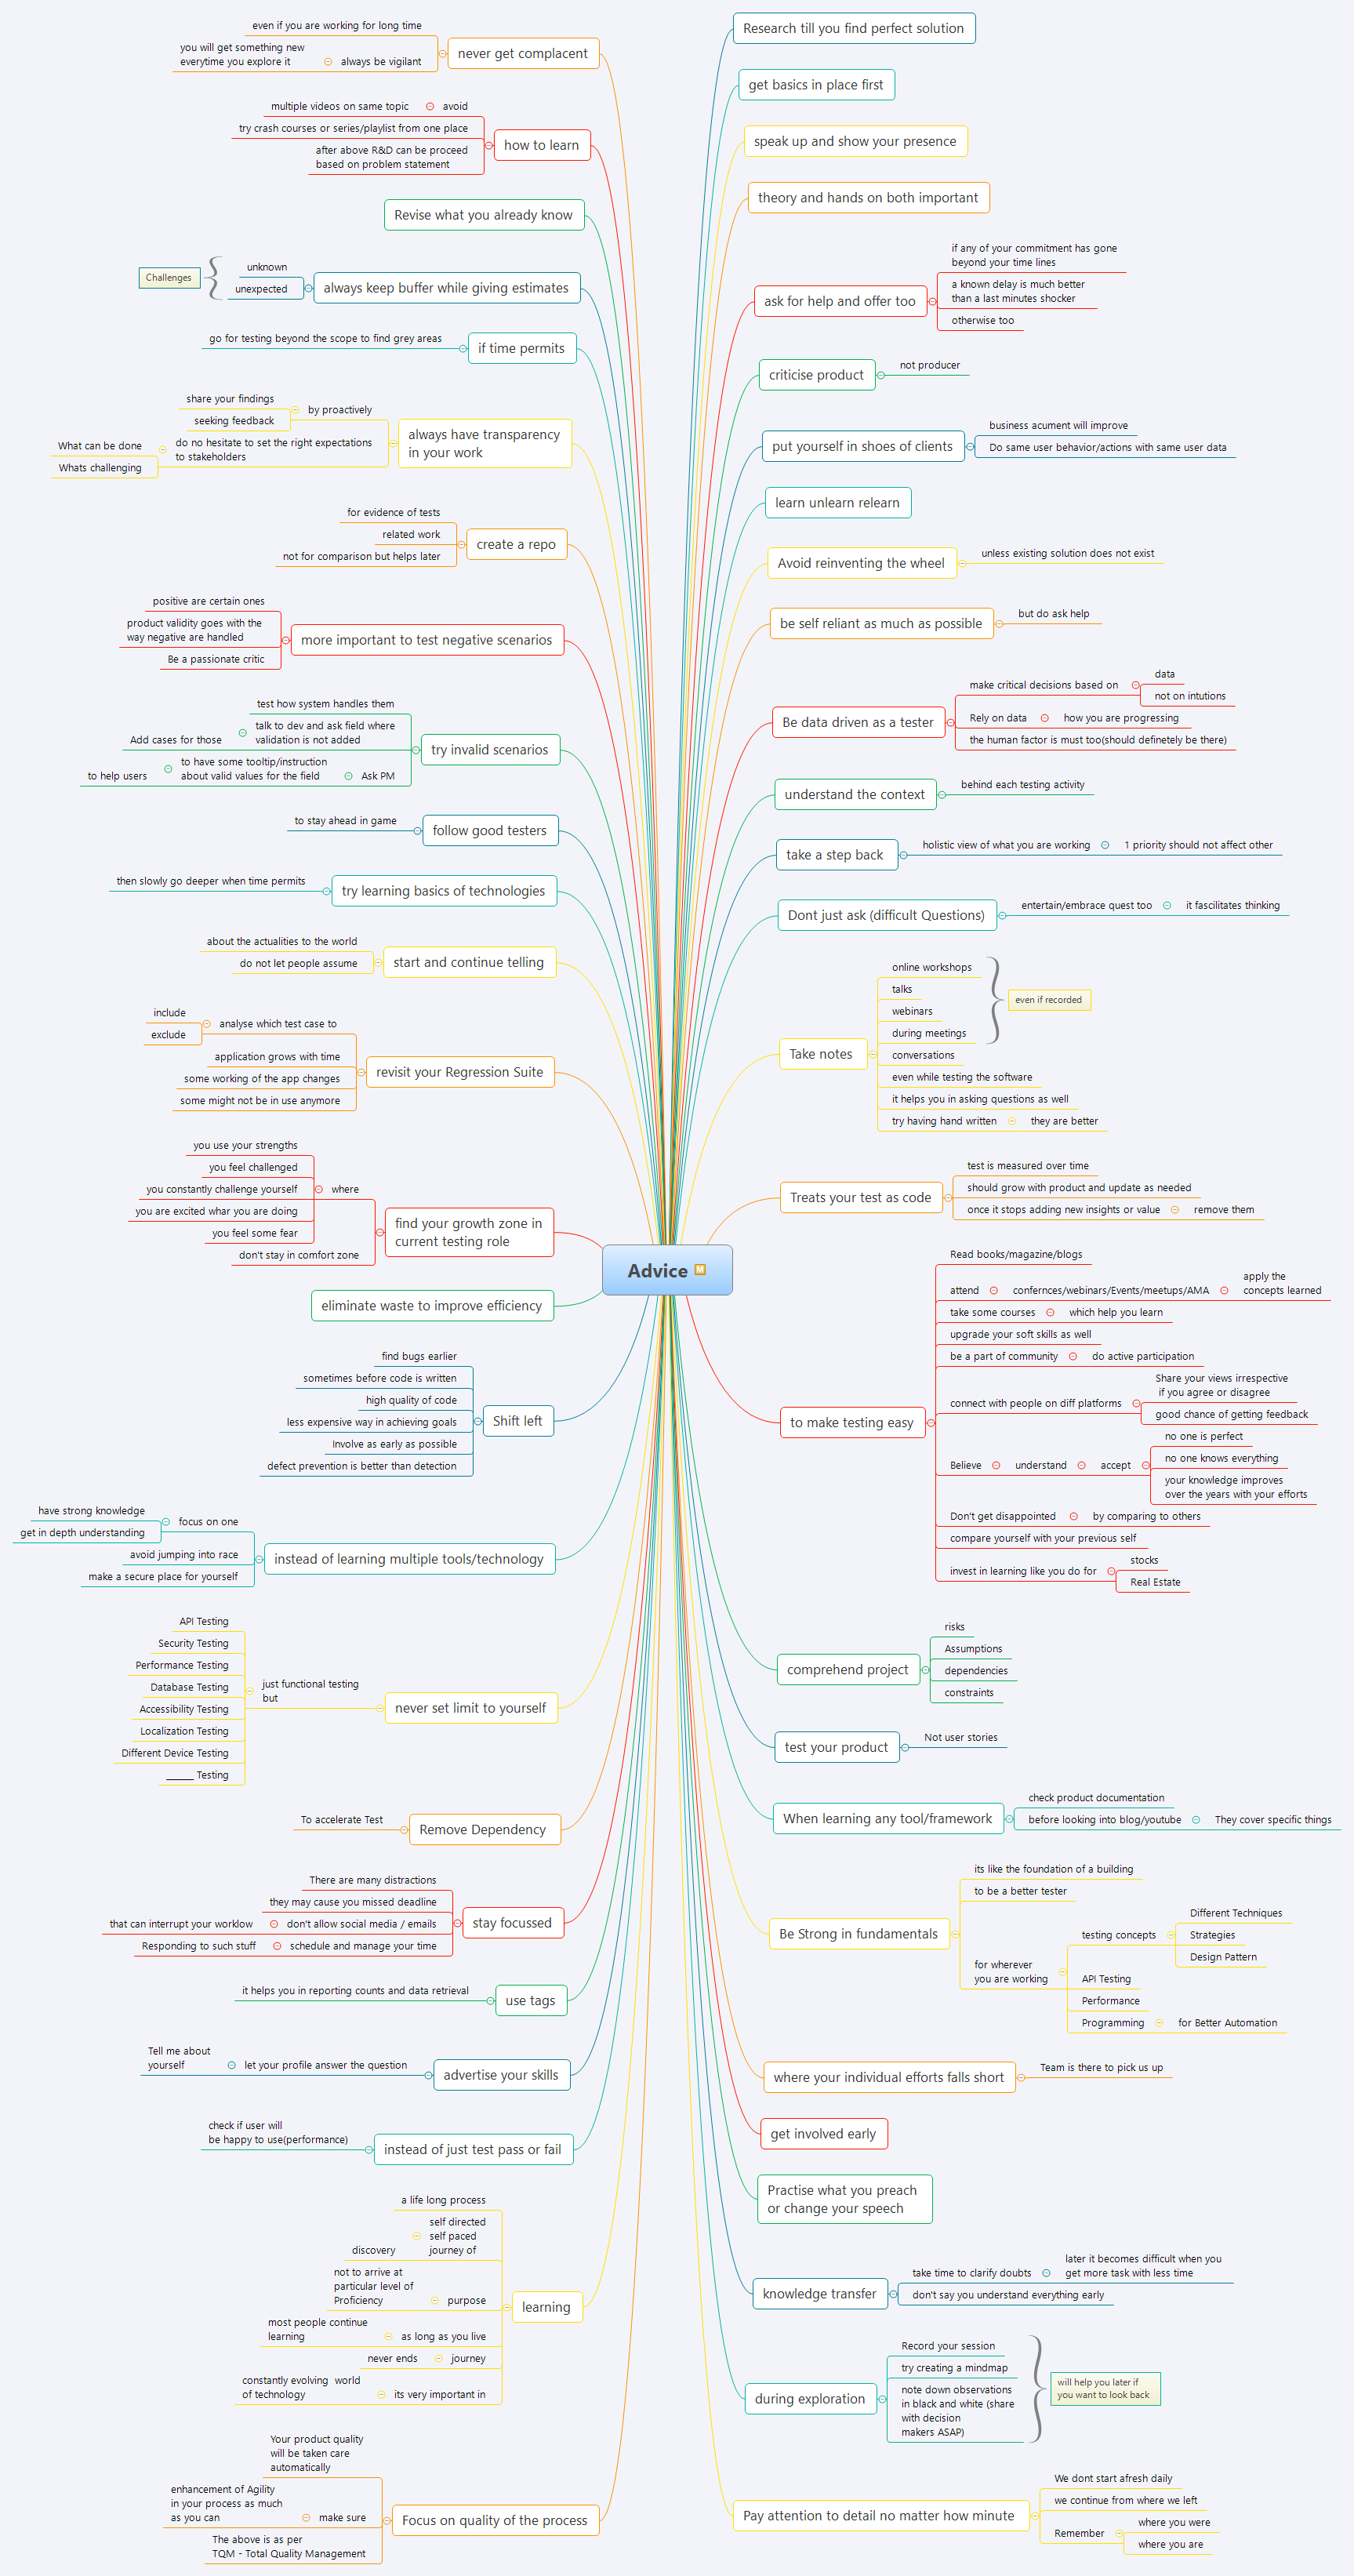 Advice
M
Research till you find perfect solution
get basics in place first
speak up and show your presence
theory and hands on both important
ask for help and offer too
if any of your commitment has gone
beyond your time lines
a known delay is much better
than a last minutes shocker
otherwise too
criticise product
not producer
put yourself in shoes of clients
business acument will improve
Do same user behavior/actions with same user data
learn unlearn relearn
Avoid reinventing the wheel
unless existing solution does not exist
be self reliant as much as possible
but do ask help
Be data driven as a tester
make critical decisions based on
data
not on intutions
Rely on data
how you are progressing
the human factor is must too(should definetely be there)
understand the context
behind each testing activity
take a step back
holistic view of what you are working
1 priority should not affect other
Dont just ask (difficult Questions)
entertain/embrace quest too
it fascilitates thinking
Take notes
online workshops
talks
webinars
during meetings
even if recorded
conversations
even while testing the software
it helps you in asking questions as well
try having hand written
they are better
Treats your test as code
test is measured over time
should grow with product and update as needed
once it stops adding new insights or value
remove them
to make testing easy
Read books/magazine/blogs
attend
confernces/webinars/Events/meetups/AMA
apply the
concepts learned
take some courses
which help you learn
upgrade your soft skills as well
be a part of community
do active participation
connect with people on diff platforms
Share your views irrespective
if you agree or disagree
good chance of getting feedback
Believe
understand
accept
no one is perfect
no one knows everything
your knowledge improves
over the years with your efforts
Don't get disappointed
by comparing to others
compare yourself with your previous self
invest in learning like you do for
stocks
Real Estate
comprehend project
risks
Assumptions
dependencies
constraints
test your product
Not user stories
When learning any tool/framework
check product documentation
before looking into blog/youtube
They cover specific things
Be Strong in fundamentals
its like the foundation of a building
to be a better tester
for wherever
you are working
testing concepts
Different Techniques
Strategies
Design Pattern
API Testing
Performance
Programming
for Better Automation
where your individual efforts falls short
Team is there to pick us up
get involved early
Practise what you preach
or change your speech
knowledge transfer
take time to clarify doubts
later it becomes difficult when you
get more task with less time
don't say you understand everything early
during exploration
Record your session
try creating a mindmap
note down observations
in black and white (share
with decision
makers ASAP)
will help you later if
you want to look back
Pay attention to detail no matter how minute
We dont start afresh daily
we continue from where we left
Remember
where you were
where you are
never get complacent
even if you are working for long time
always be vigilant
you will get something new
everytime you explore it
how to learn
avoid
multiple videos on same topic
try crash courses or series/playlist from one place
after above R&D can be proceed
based on problem statement
Revise what you already know
always keep buffer while giving estimates
unknown
unexpected
Challenges
if time permits
go for testing beyond the scope to find grey areas
always have transparency
in your work
by proactively
share your findings
seeking feedback
do no hesitate to set the right expectations
to stakeholders
What can be done
Whats challenging
create a repo
for evidence of tests
related work
not for comparison but helps later
more important to test negative scenarios
positive are certain ones
product validity goes with the
way negative are handled
Be a passionate critic
try invalid scenarios
test how system handles them
talk to dev and ask field where
validation is not added
Add cases for those
Ask PM
to have some tooltip/instruction
about valid values for the field
to help users
follow good testers
to stay ahead in game
try learning basics of technologies
then slowly go deeper when time permits
start and continue telling
about the actualities to the world
do not let people assume
revisit your Regression Suite
analyse which test case to
include
exclude
application grows with time
some working of the app changes
some might not be in use anymore
find your growth zone in
current testing role
where
you use your strengths
you feel challenged
you constantly challenge yourself
you are excited whar you are doing
you feel some fear
don't stay in comfort zone
eliminate waste to improve efficiency
Shift left
find bugs earlier
sometimes before code is written
high quality of code
less expensive way in achieving goals
Involve as early as possible
defect prevention is better than detection
instead of learning multiple tools/technology
focus on one
have strong knowledge
get in depth understanding
avoid jumping into race
make a secure place for yourself
never set limit to yourself
just functional testing
but
API Testing
Security Testing
Performance Testing
Database Testing
Accessibility Testing
Localization Testing
Different Device Testing
______ Testing
Remove Dependency
To accelerate Test
stay focussed
There are many distractions
they may cause you missed deadline
don't allow social media / emails
that can interrupt your worklow
schedule and manage your time
Responding to such stuff
use tags
it helps you in reporting counts and data retrieval
advertise your skills
let your profile answer the question
Tell me about
yourself
instead of just test pass or fail
check if user will
be happy to use(performance)
learning
a life long process
self directed
self paced
journey of
discovery
purpose
not to arrive at
particular level of
Proficiency
as long as you live
most people continue
learning
journey
never ends
its very important in
constantly evolving world
of technology
Focus on quality of the process
Your product quality
will be taken care
automatically
make sure
enhancement of Agility
in your process as much
as you can
The above is as per
TQM - Total Quality Management